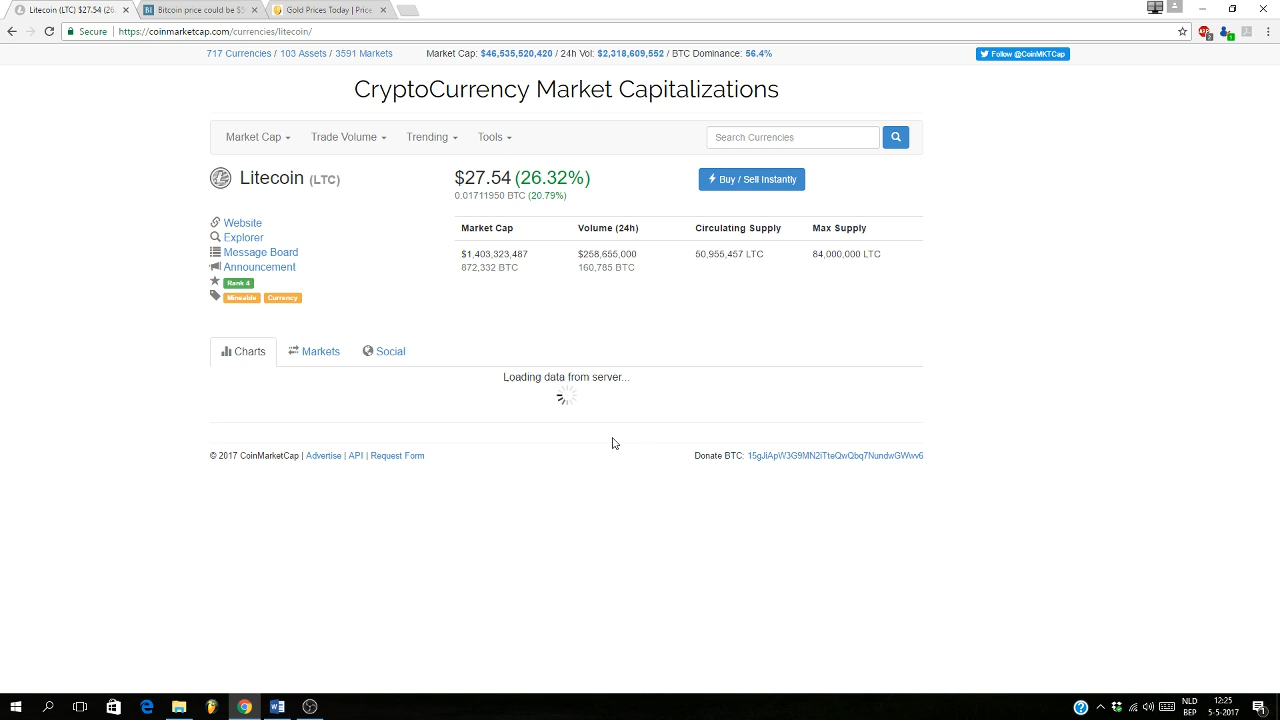 Litecoin (LTC) $27.54 (26.
Bitcoin price could be $5
Gold Prices Today | Price
Secure https://coinmarketcap.com/currencies/litecoin/
717 Currencies / 103 Assets / 3591 Markets
Market Cap: $46,535,520,420 / 24h Vol: $2,318,609,552 / BTC Dominance: 56.4%
Follow @CoinMKTCap
CryptoCurrency Market Capitalizations
Market Cap Trade Volume Trending Tools
Search Currencies
Litecoin (LTC)
$27.54 (26.32%)
0.01711950 BTC (20.79%)
Buy / Sell Instantly
Website
Explorer
Message Board
Announcement
Rank 4
Mineable Currency
Market Cap Volume (24h) Circulating Supply Max Supply
$1,403,323,487 $258,655,000 50,955,457 LTC 84,000,000 LTC
872,332 BTC 160,785 BTC
Charts Markets Social
Loading data from server...
© 2017 CoinMarketCap | Advertise | API | Request Form
Donate BTC: 15gJiApW3G9MN2iTteQwQbq7NundwGWwv6
NLD
BEP
12:25
5-5-2017